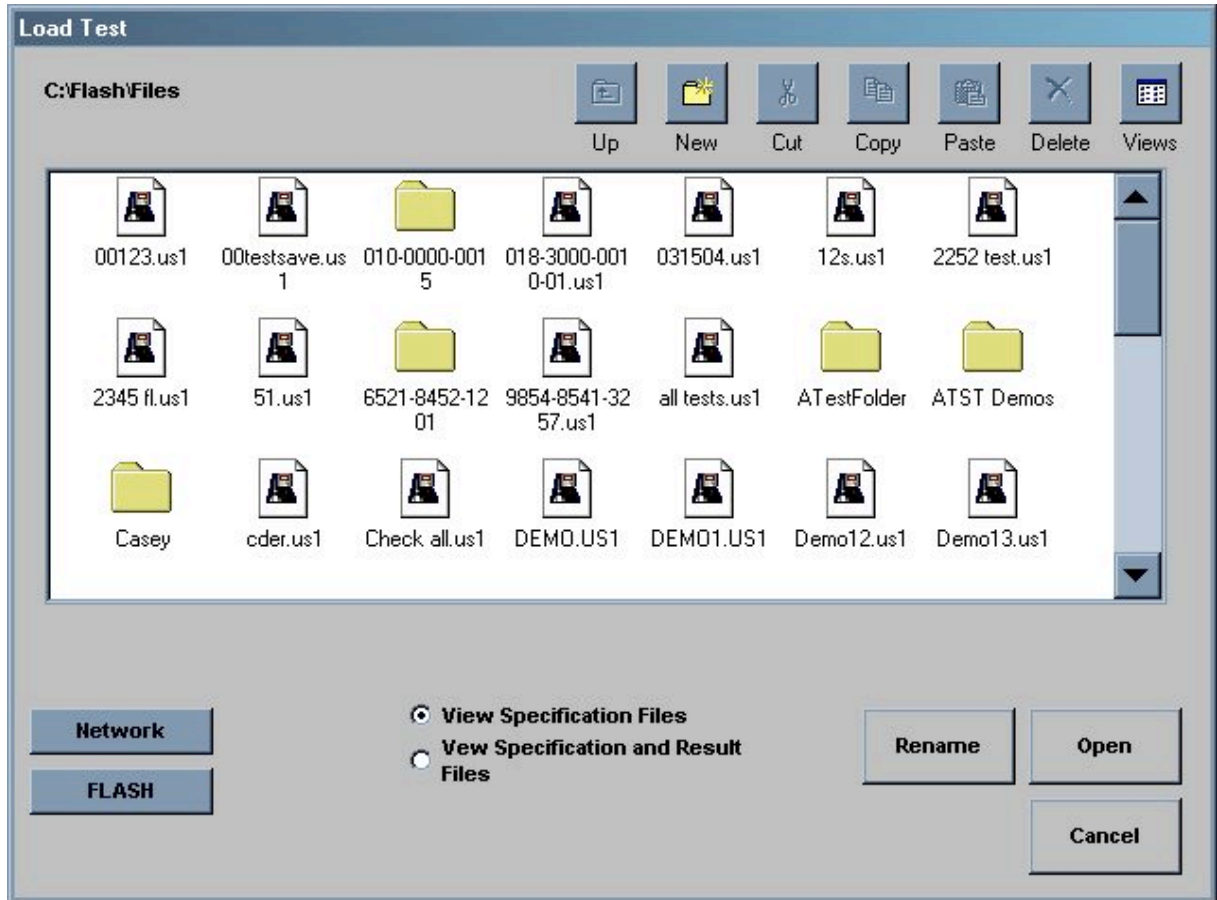 Load Test
C:\Flash\Files
Up New Cut Copy Paste Delete Views
00123.us1
00testsave.us
1
010-0000-001
5
018-3000-001
0-01.us1
031504.us1
12s.us1
2252 test.us1
2345 fl.us1
51.us1
6521-8452-12
01
9854-8541-32
57.us1
all tests.us1
ATestFolder
ATST Demos
Casey
cder.us1
Check all.us1
DEMO.US1
DEMO1.US1
Demo12.us1
Demo13.us1
Network
FLASH
View Specification Files
Vew Specification and Result
Files
Rename
Open
Cancel